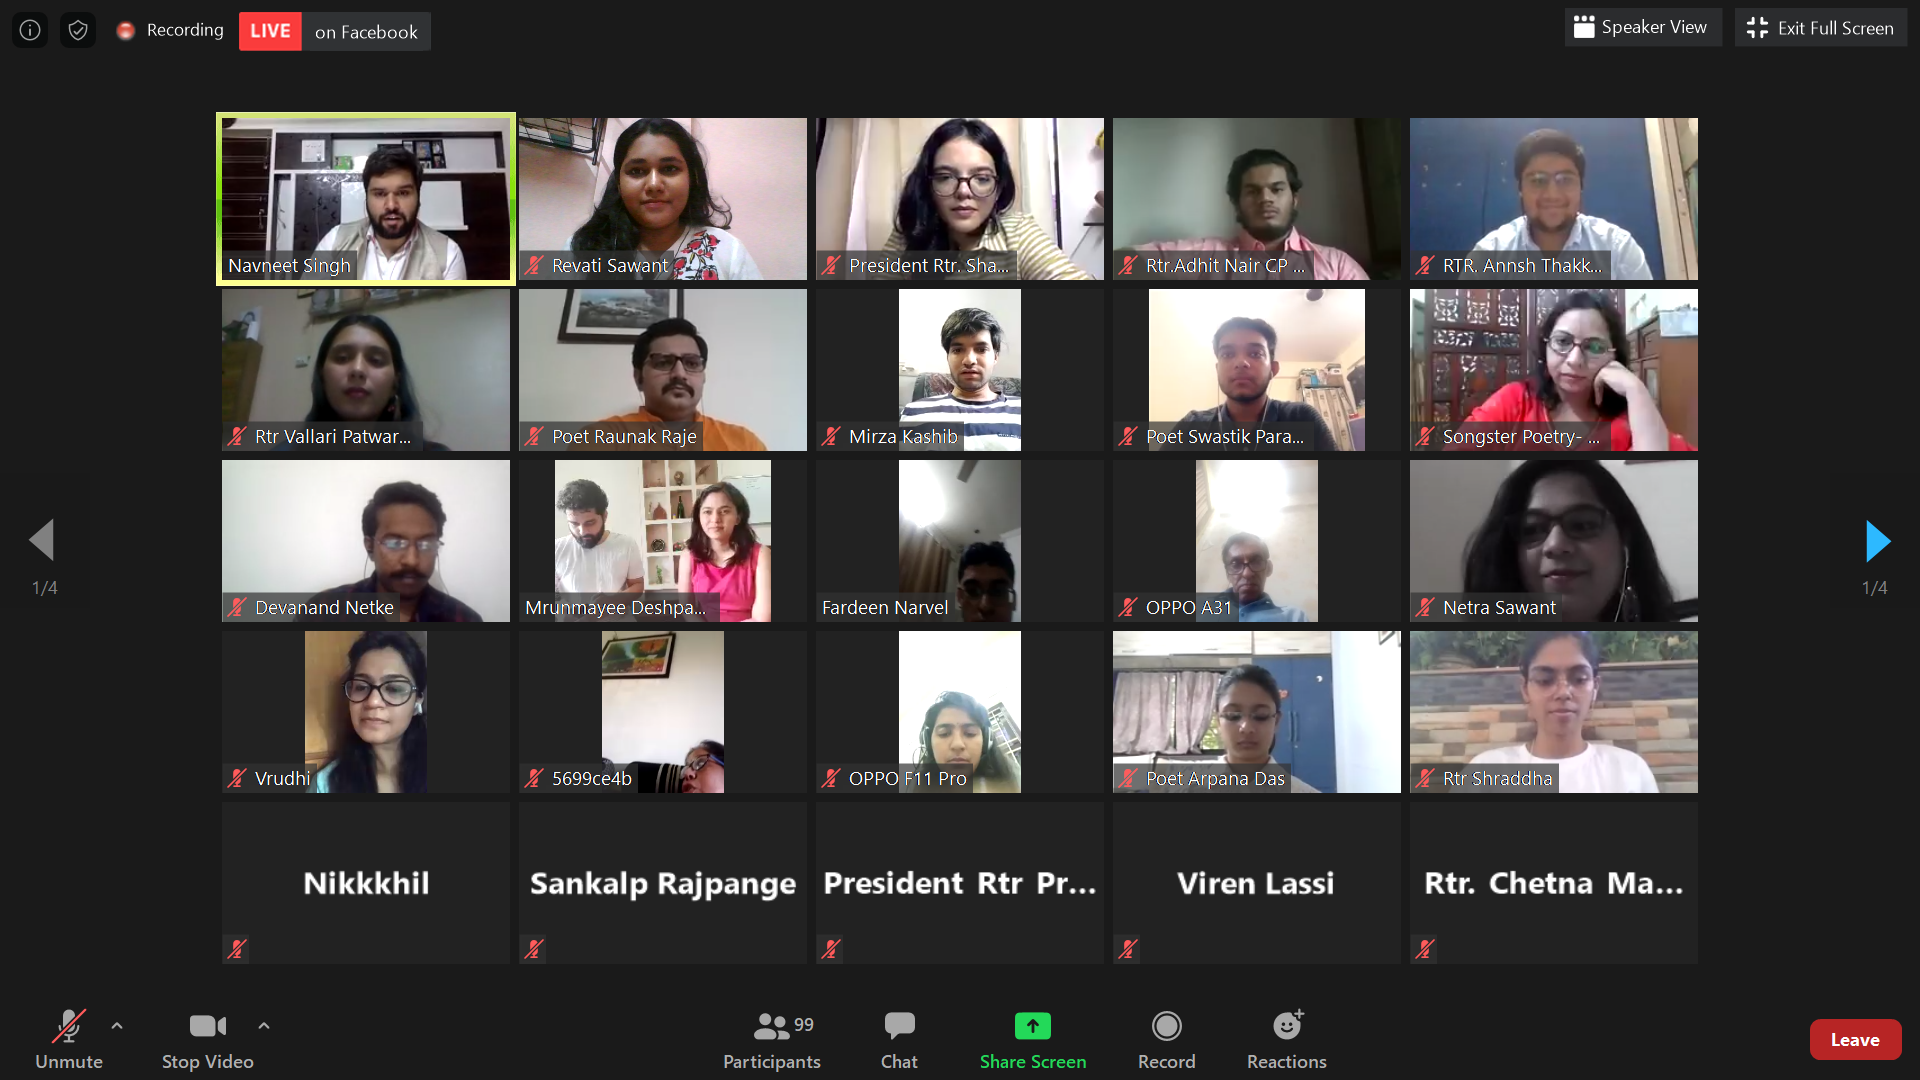 Recording
LIVE on Facebook
Speaker View
Exit Full Screen
Navneet Singh
Revati Sawant
President Rtr. Sha...
Rtr.Adhit Nair CP ...
RTR. Annsh Thakk...
Rtr Vallari Patwar...
Poet Raunak Raje
Mirza Kashib
Poet Swastik Para...
Songster Poetry- ...
1/4
Devanand Netke
Mrunmayee Deshpa...
Fardeen Narvel
OPPO A31
Netra Sawant
1/4
Vrudhi
5699ce4b
OPPO F11 Pro
Poet Arpana Das
Rtr Shraddha
Nikkkhil
Sankalp Rajpange
President Rtr Pr...
Viren Lassi
Rtr. Chetna Ma...
Unmute
Stop Video
99
Participants
Chat
Share Screen
Record
Reactions
Leave